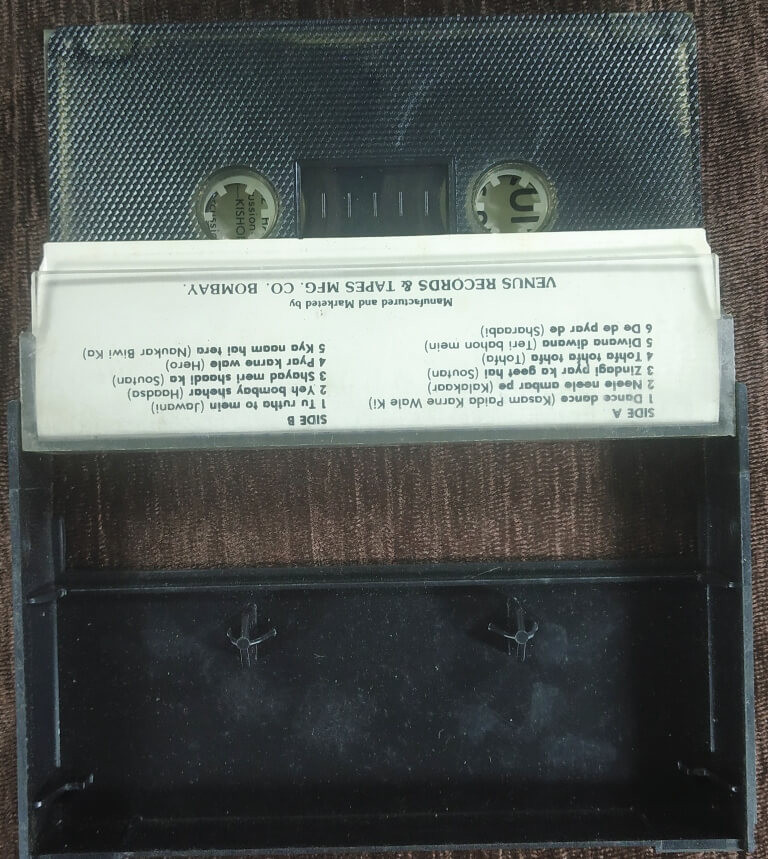 SIDE A
1 Dance dance (Kasam Paida Karne Wale Ki)
2 Neele neele ambar pe (Kalakaar)
3 Zindagi pyar ka geet hai (Soutan)
4 Tohfa tohfa tohfa (Tohfa)
5 Diwana diwana (Teri bahon mein)
6 De de pyar de (Sharaabi)
SIDE B
1 Tu rutha to mein (Jawani)
2 Yeh bombay shehar (Haadsa)
3 Shayad meri shaadi ka (Soutan)
4 Pyar karne wale (Hero)
5 Kya naam hai tera (Naukar Biwi Ka)
Manufactured and Marketed by
VENUS RECORDS & TAPES MFG. CO. BOMBAY.
KISHO